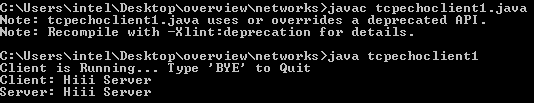 C:\Users\intel\Desktop\overview\networks>javac tcpechoclient1.java
Note: tcpechoclient1.java uses or overrides a deprecated API.
Note: Recompile with -Xlint:deprecation for details.
C:\Users\intel\Desktop\overview\networks>java tcpechoclient1
Client is Running... Type 'BYE' to Quit
Client: Hiii Server
Server: Hiii Server